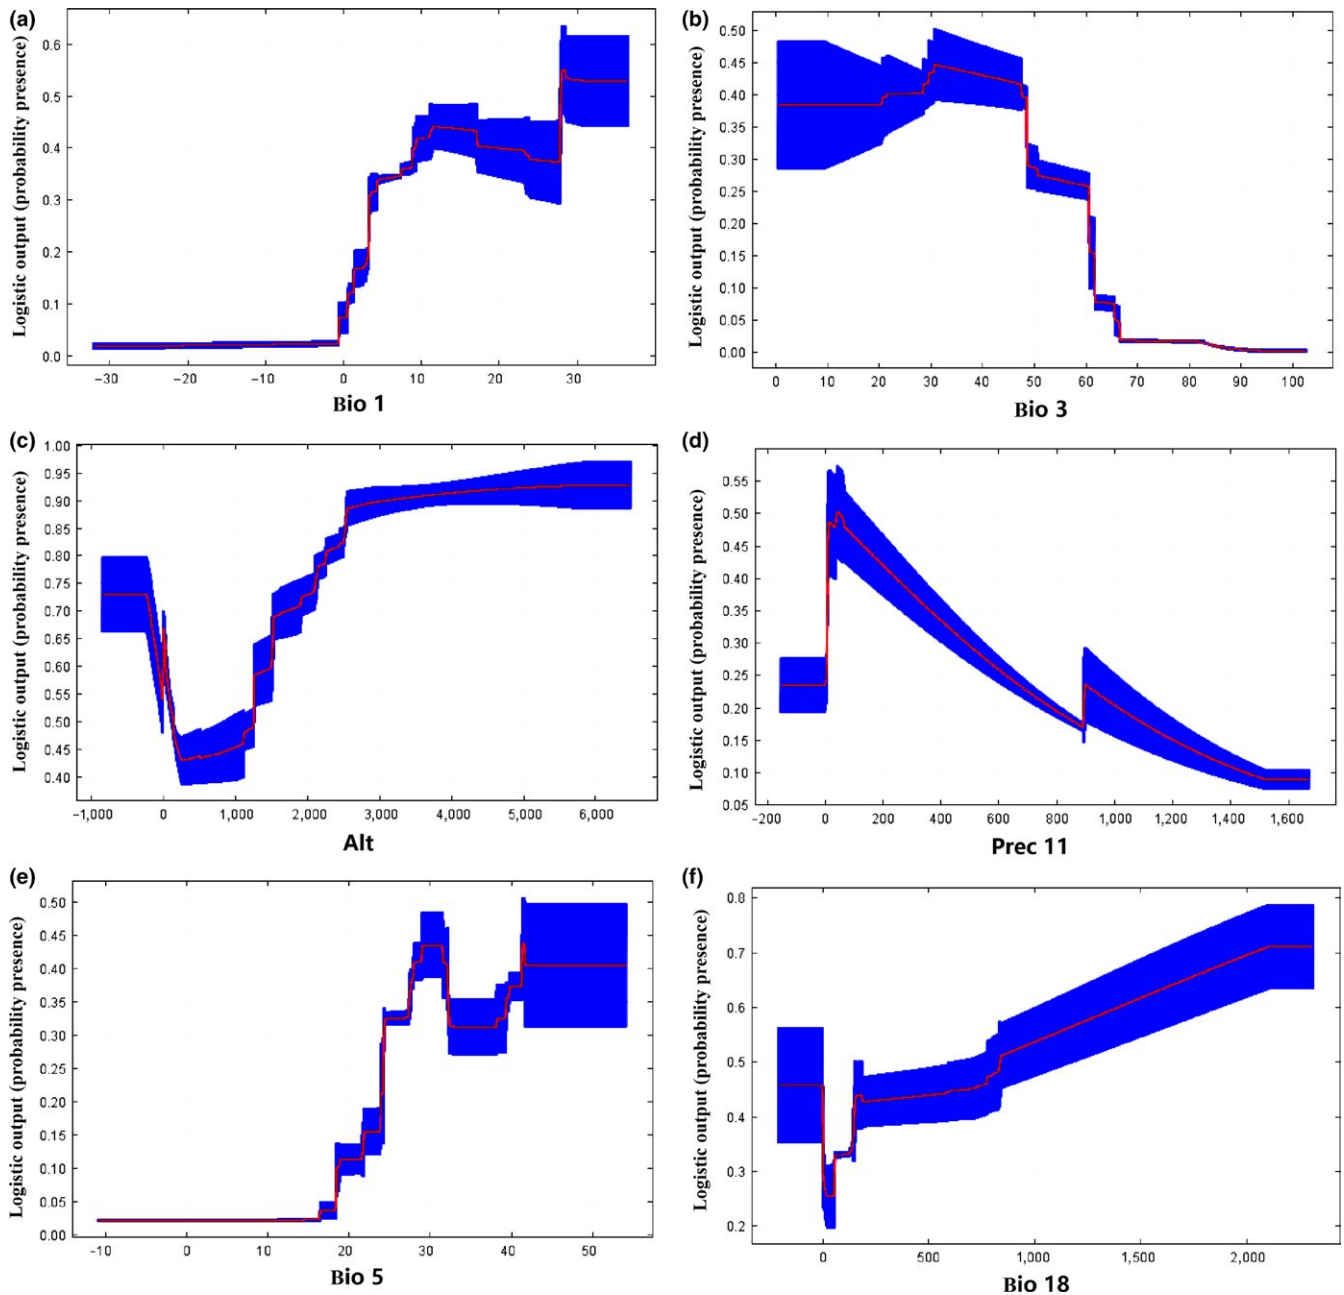 (a)
Logistic output (probability presence)
0.6
0.5
0.4
0.3
0.2
0.1
0.0
−30 −20 −10 0 10 20 30
Bio 1
(b)
Logistic output (probability presence)
0.50
0.45
0.40
0.35
0.30
0.25
0.20
0.15
0.10
0.05
0.00
0 10 20 30 40 50 60 70 80 90 100
Bio 3
(c)
Logistic output (probability presence)
1.00
0.95
0.90
0.85
0.80
0.75
0.70
0.65
0.60
0.55
0.50
0.45
0.40
−1,000 0 1,000 2,000 3,000 4,000 5,000 6,000
Alt
(d)
Logistic output (probability presence)
0.55
0.50
0.45
0.40
0.35
0.30
0.25
0.20
0.15
0.10
0.05
−200 0 200 400 600 800 1,000 1,200 1,400 1,600
Prec 11
(e)
Logistic output (probability presence)
0.50
0.45
0.40
0.35
0.30
0.25
0.20
0.15
0.10
0.05
0.00
−10 0 10 20 30 40 50
Bio 5
(f)
Logistic output (probability presence)
0.8
0.7
0.6
0.5
0.4
0.3
0.2
0 500 1,000 1,500 2,000
Bio 18